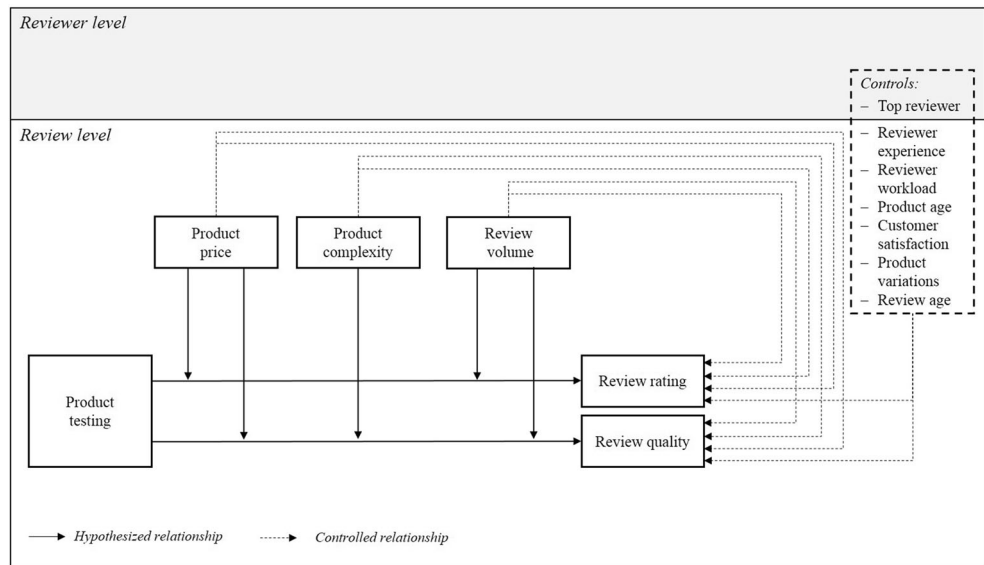 Reviewer level
Controls:
– Top reviewer
Review level
– Reviewer
experience
– Reviewer
workload
– Product age
– Customer
satisfaction
– Product
variations
– Review age
Product
price
Product
complexity
Review
volume
Product
testing
Review rating
Review quality
Hypothesized relationship
Controlled relationship